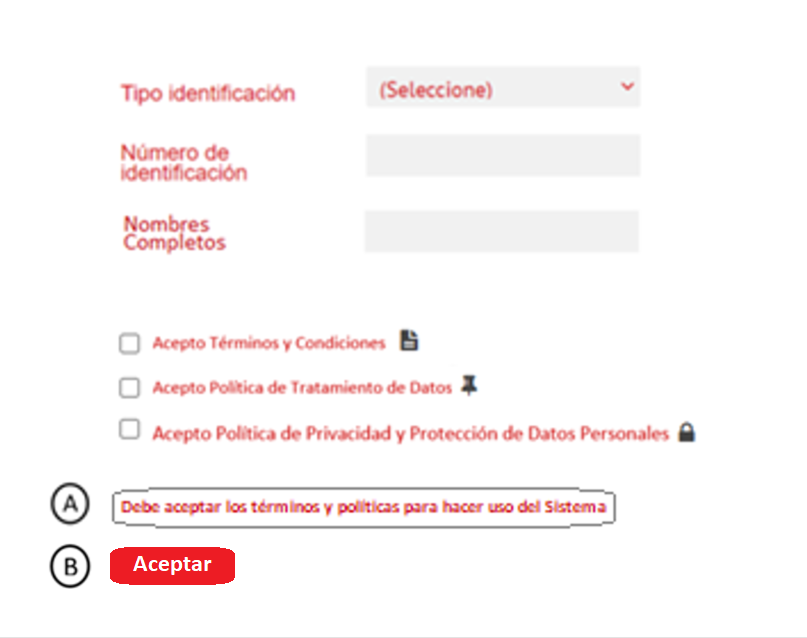 Tipo identificación
(Seleccione)
Número de
identificación
Nombres
Completos
Acepto Términos y Condiciones
Acepto Política de Tratamiento de Datos
Acepto Política de Privacidad y Protección de Datos Personales
A
Debe aceptar los términos y políticas para hacer uso del Sistema
B
Aceptar